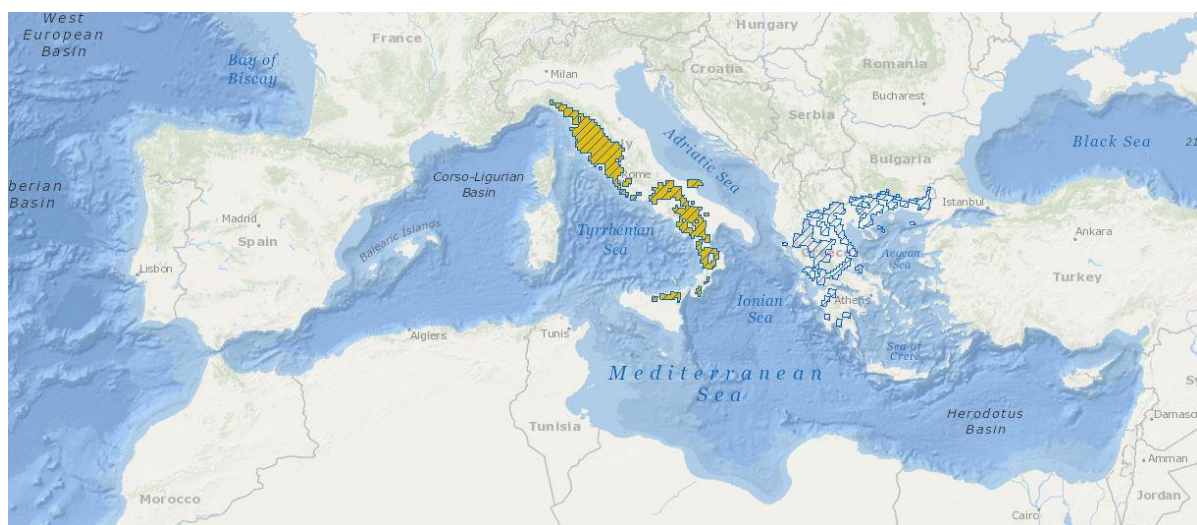 West
European
Basin
Hungary
France
Bay of
Biscay
Milan
Croatia
Romania
Bucharest
Serbia
Adriatic Sea
Black Sea
Bulgaria
Corso-Ligurian
Basin
Rome
Istanbul
Madrid
Spain
Balearic Islands
Tyrrhenian
Sea
Ankara
Aegean
Sea
Turkey
Lisbon
Ionian
Sea
Athens
Algiers
Tunis
Sea of
Crete
Mediterranean
Sea
Herodotus
Basin
Tunisia
Damasc
Amman
Morocco
Jordan
Cairo